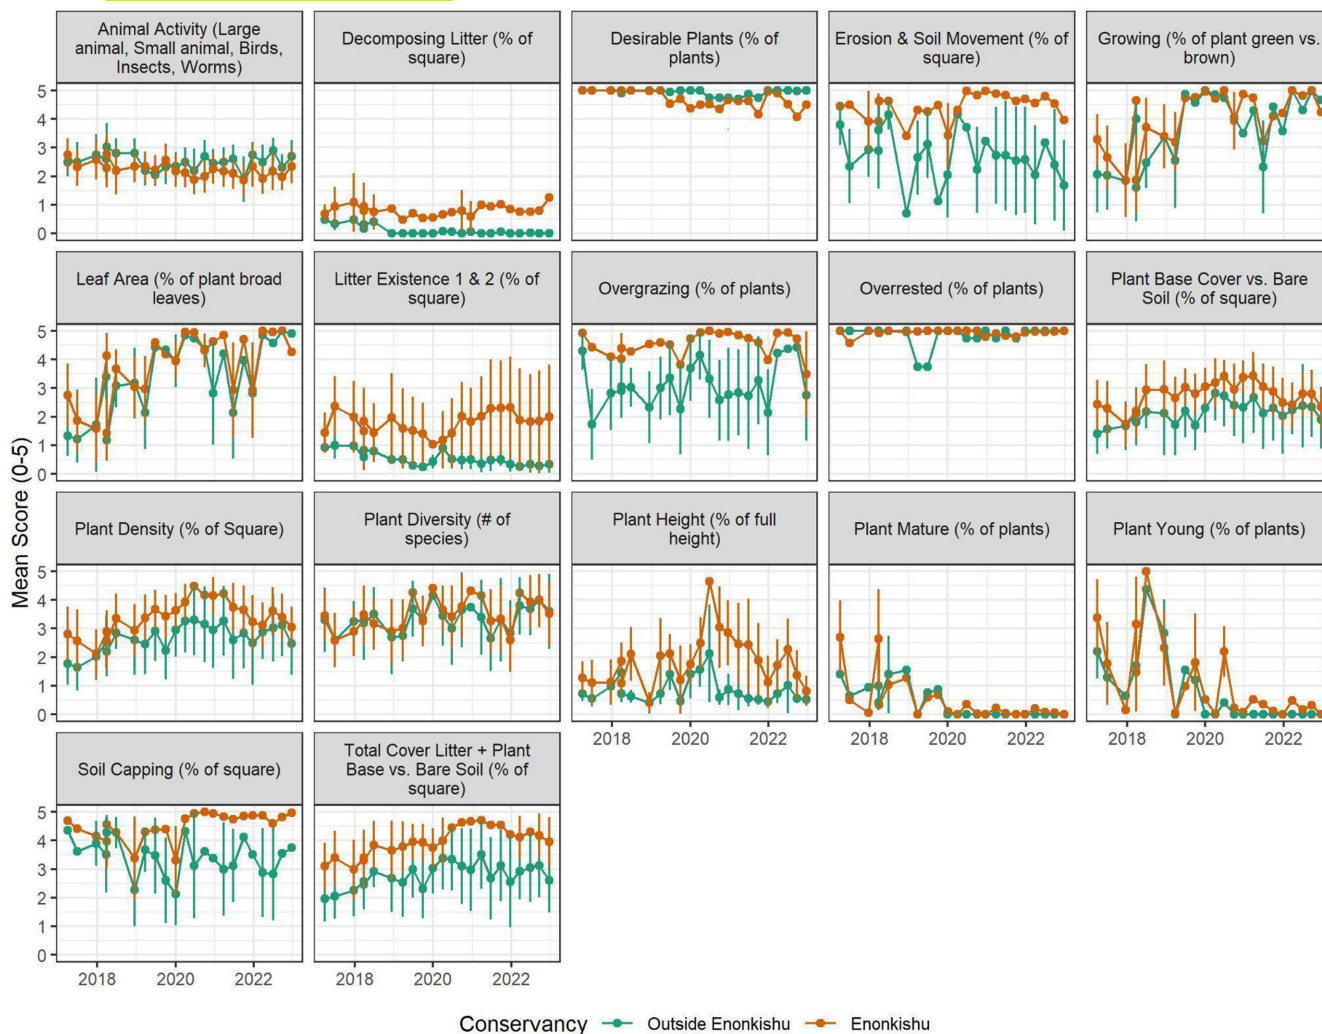 Animal Activity (Large
animal, Small animal, Birds,
Insects, Worms)
Decomposing Litter (% of
square)
Desirable Plants (% of
plants)
Erosion & Soil Movement (% of
square)
Growing (% of plant green vs.
brown)
5
4
3
2
1
0
Leaf Area (% of plant broad
leaves)
Litter Existence 1 & 2 (% of
square)
Overgrazing (% of plants)
Overrested (% of plants)
Plant Base Cover vs. Bare
Soil (% of square)
5
4
3
2
1
0
Mean Score (0-5)
Plant Density (% of Square)
Plant Diversity (# of
species)
Plant Height (% of full
height)
Plant Mature (% of plants)
Plant Young (% of plants)
5
4
3
2
1
0
2018 2020 2022
2018 2020 2022
2018 2020 2022
Soil Capping (% of square)
Total Cover Litter + Plant
Base vs. Bare Soil (% of
square)
5
4
3
2
1
0
2018 2020 2022
2018 2020 2022
Conservancy Outside Enonkishu Enonkishu